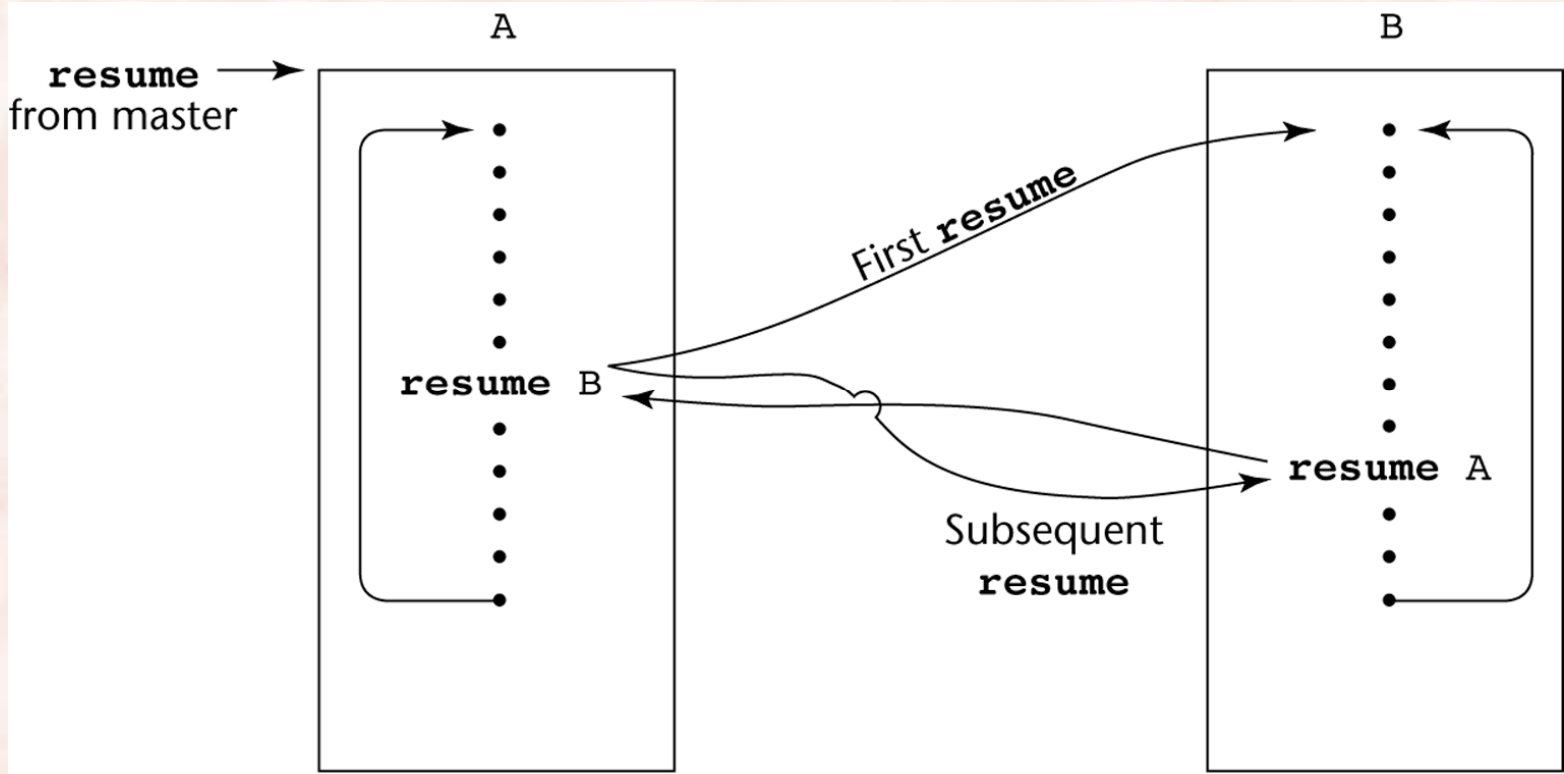 A
B
resume
from master
First resume
resume B
resume A
Subsequent
resume